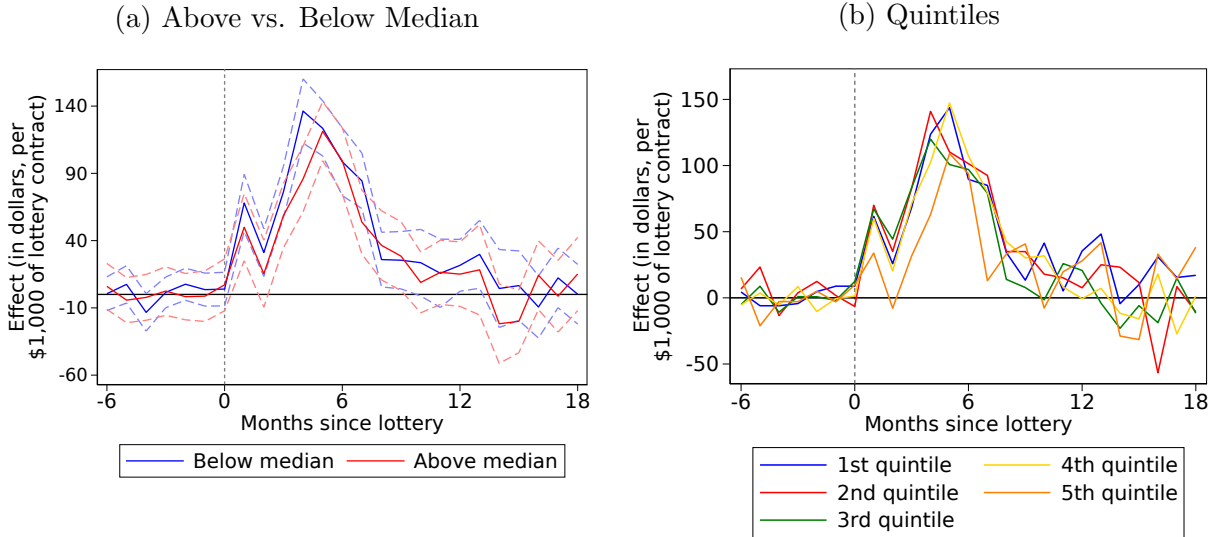 (a) Above vs. Below Median
Effect (in dollars, per
$1,000 of lottery contract)
140
90
40
-10
-60
-6 0 6 12 18
Months since lottery
Below median Above median
(b) Quintiles
Effect (in dollars, per
$1,000 of lottery contract)
150
100
50
0
-50
-6 0 6 12 18
Months since lottery
1st quintile 4th quintile
2nd quintile 5th quintile
3rd quintile